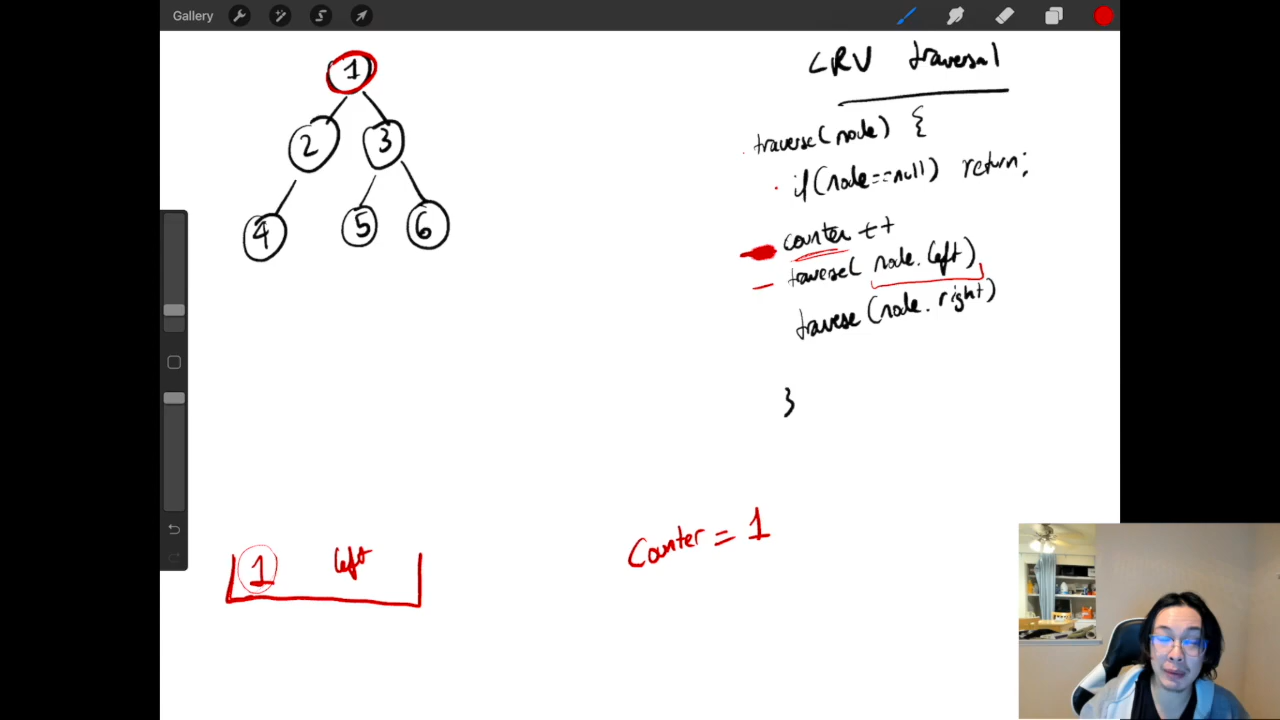 Gallery
1
2 3
4 5 6
LRV traversal
traverse(node) {
if(node==null) return;
counter ++
traverse( node.left)
travese (node.right)
}
1 left
Counter = 1